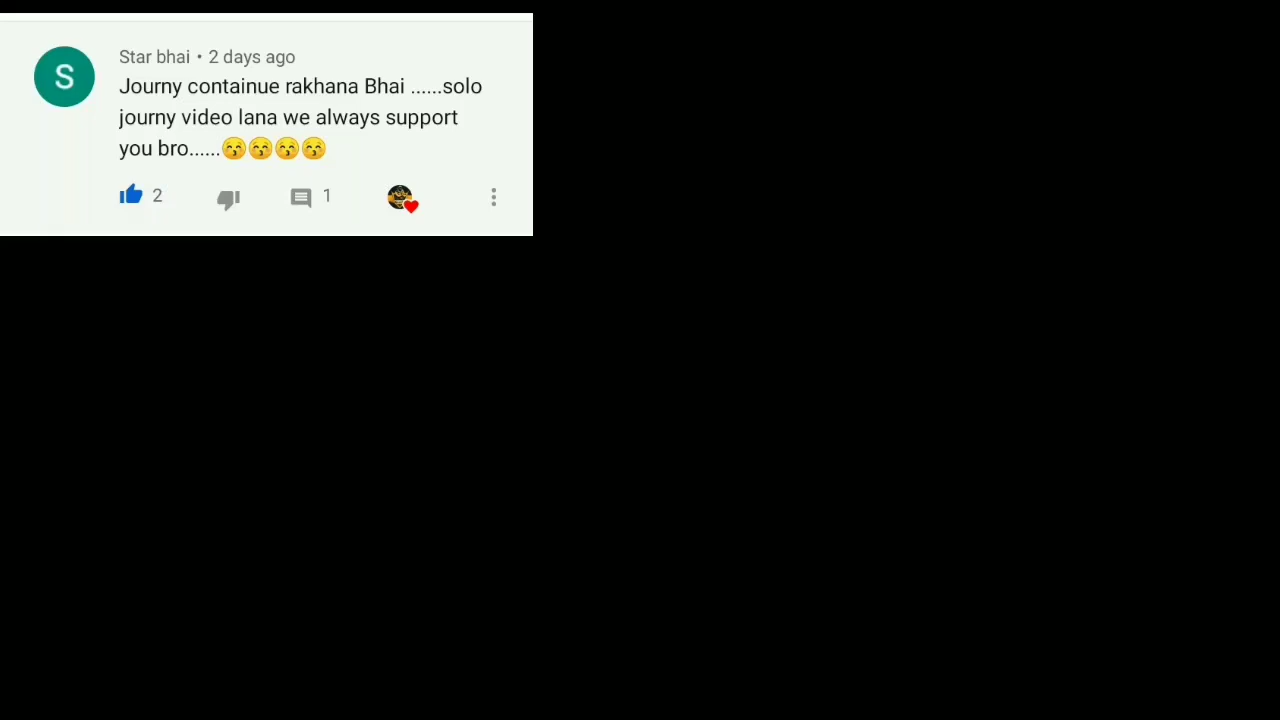 S
Star bhai • 2 days ago
Journy containue rakhana Bhai ......solo
journy video lana we always support
you bro......😙😙😙😙
2
1